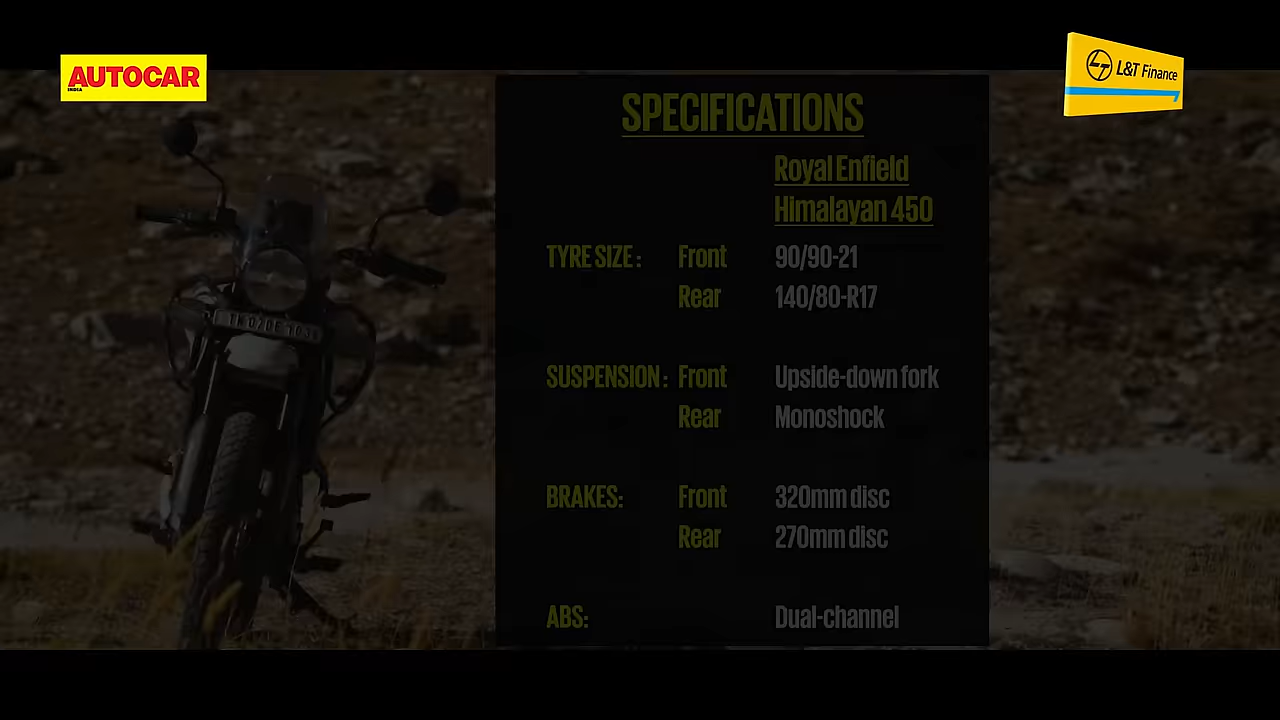 AUTOCAR
INDIA
L&T Finance
SPECIFICATIONS
Royal Enfield
Himalayan 450
TYRE SIZE : Front 90/90-21
Rear 140/80-R17
SUSPENSION : Front Upside-down fork
Rear Monoshock
BRAKES: Front 320mm disc
Rear 270mm disc
ABS: Dual-channel